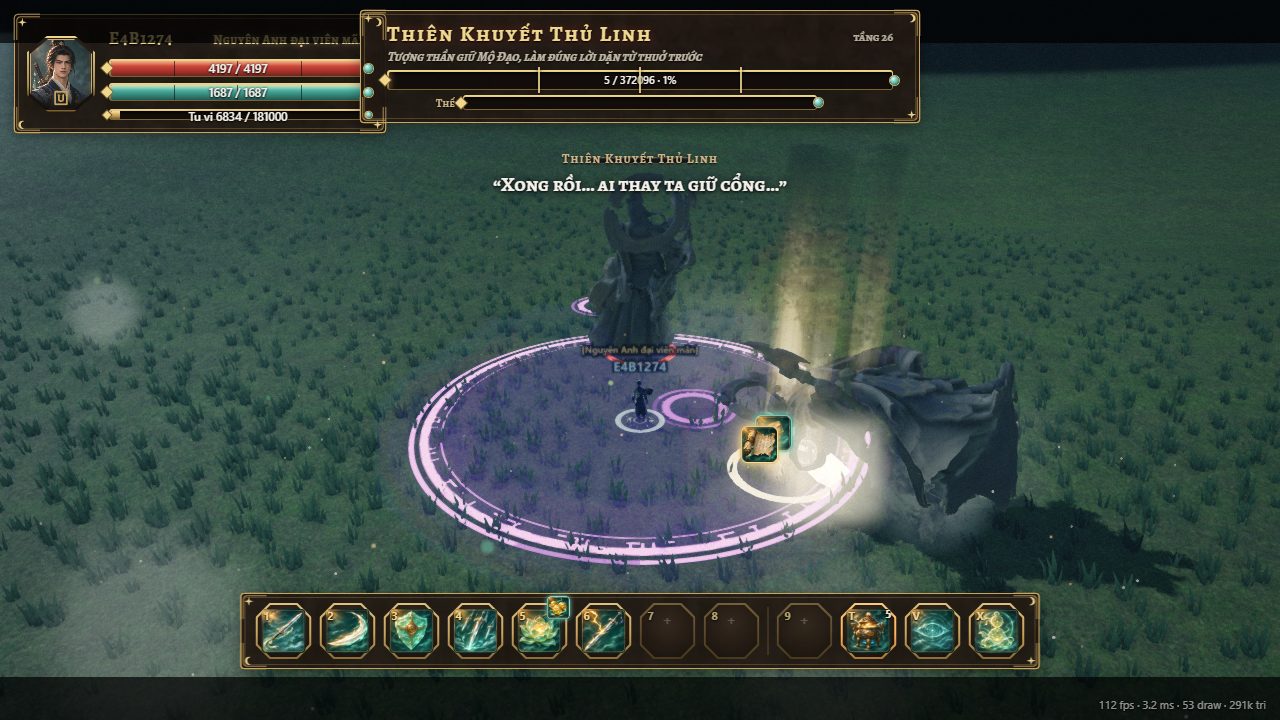 E4B1274
Nguyên Anh đại viên mã
4197 / 4197
1687 / 1687
Tu vi 6834 / 181000
U
Thiên Khuyết Thủ Linh
Tầng 26
Tượng thần giữ Mộ Đạo, làm đúng lời dặn từ thuở trước
5 / 372096 · 1%
Thế
Thiên Khuyết Thủ Linh
“Xong rồi... ai thay ta giữ cổng...”
[Nguyên Anh đại viên mãn]
E4B1274
1
2
3
4
5
6
7
8
9
T
5
V
X
112 fps · 3.2 ms · 53 draw · 291k tri